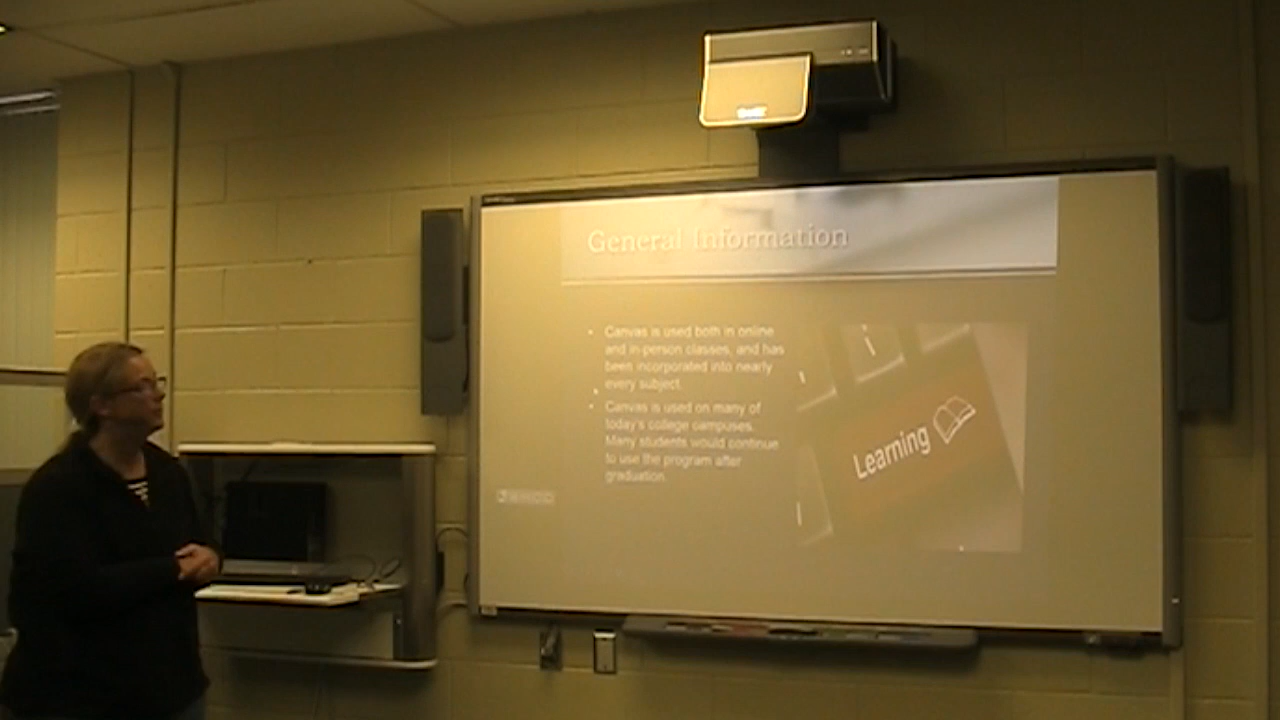 General Information
• Canvas is used both in online
and in-person classes, and has
been incorporated into nearly
every subject.
• Canvas is used on many of
today's college campuses.
Many students would continue
to use the program after
graduation.
Learning